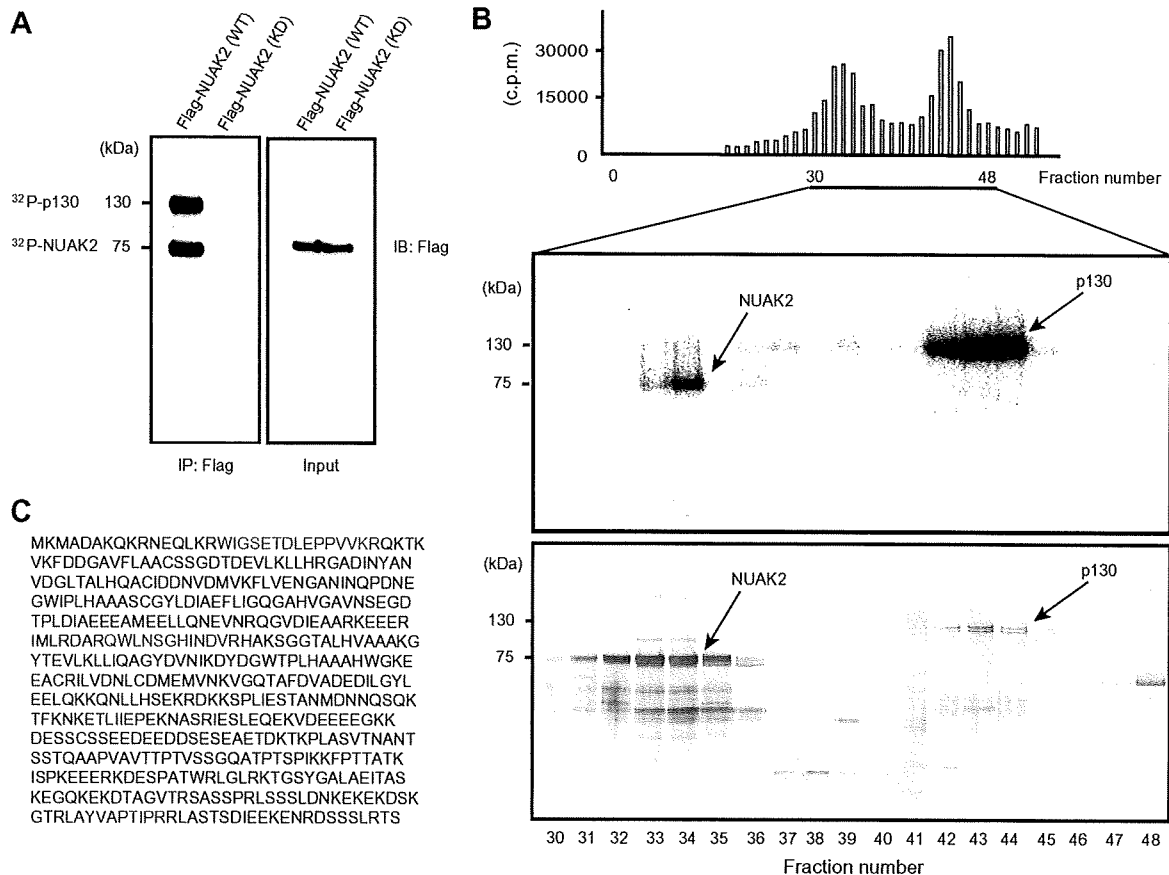 A
Flag-NUAK2 (WT)
Flag-NUAK2 (KD)
Flag-NUAK2 (WT)
Flag-NUAK2 (KD)
(kDa)
32P-p130 130
32P-NUAK2 75
IB: Flag
IP: Flag
Input
B
(c.p.m.)
30000
15000
0
0 30 48 Fraction number
(kDa)
NUAK2
p130
130
75
(kDa)
NUAK2
p130
130
75
30 31 32 33 34 35 36 37 38 39 40 41 42 43 44 45 46 47 48
Fraction number
C
MKMADAKQKRNEQLKRWIGSETDLEPPVVKRQKTK
VKFDDGAVFLAACSSGDTDEVLKLLHRGADINYAN
VDGLTALHQACIDDNVDMVKFLVENGANINQPDNE
GWIPLHAAASCGYLDIAEFLIGQGAHVGAVNSEGD
TPLDIAEEEAMEELLQNEVNRQGVDIEAARKEEER
IMLRDARQWLNSGHINDVRHAKSGGTALHVAAAKG
YTEVLKLLIQAGYDVNIKDYDGWTPLHAAAHWGKE
EACRILVDNLCDMEMVNKVGQTAFDVADEDILGYL
EELQKKQNLLHSEKRDKKSPLIESTANMDNNQSQK
TFKNKETLIIEPEKNASRIESLEQEKVDEEEEGKK
DESSCSSEEDEEDDSESEAETDKTKPLASVTNANT
SSTQAAPVAVTTPTVSSGQATPTSPIKKFPTTATK
ISPKEEERKDESPATWRLGLRKTGSYGALAEITAS
KEGQKEKDTAGVTRSASSPRLSSSLDNKEKEKDSK
GTRLAYVAPTIPRRLASTSDIEEKENRDSSSLRTS